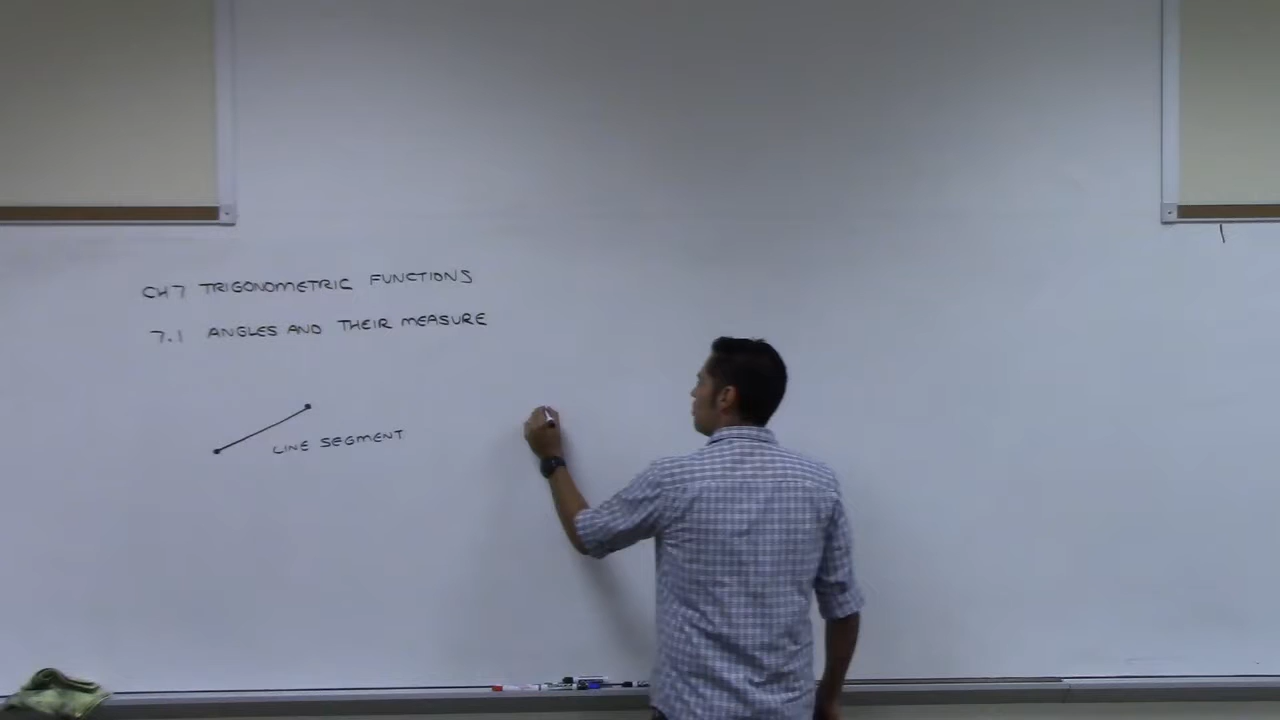 CH7 TRIGONOMETRIC FUNCTIONS
7.1 ANGLES AND THEIR MEASURE
LINE SEGMENT